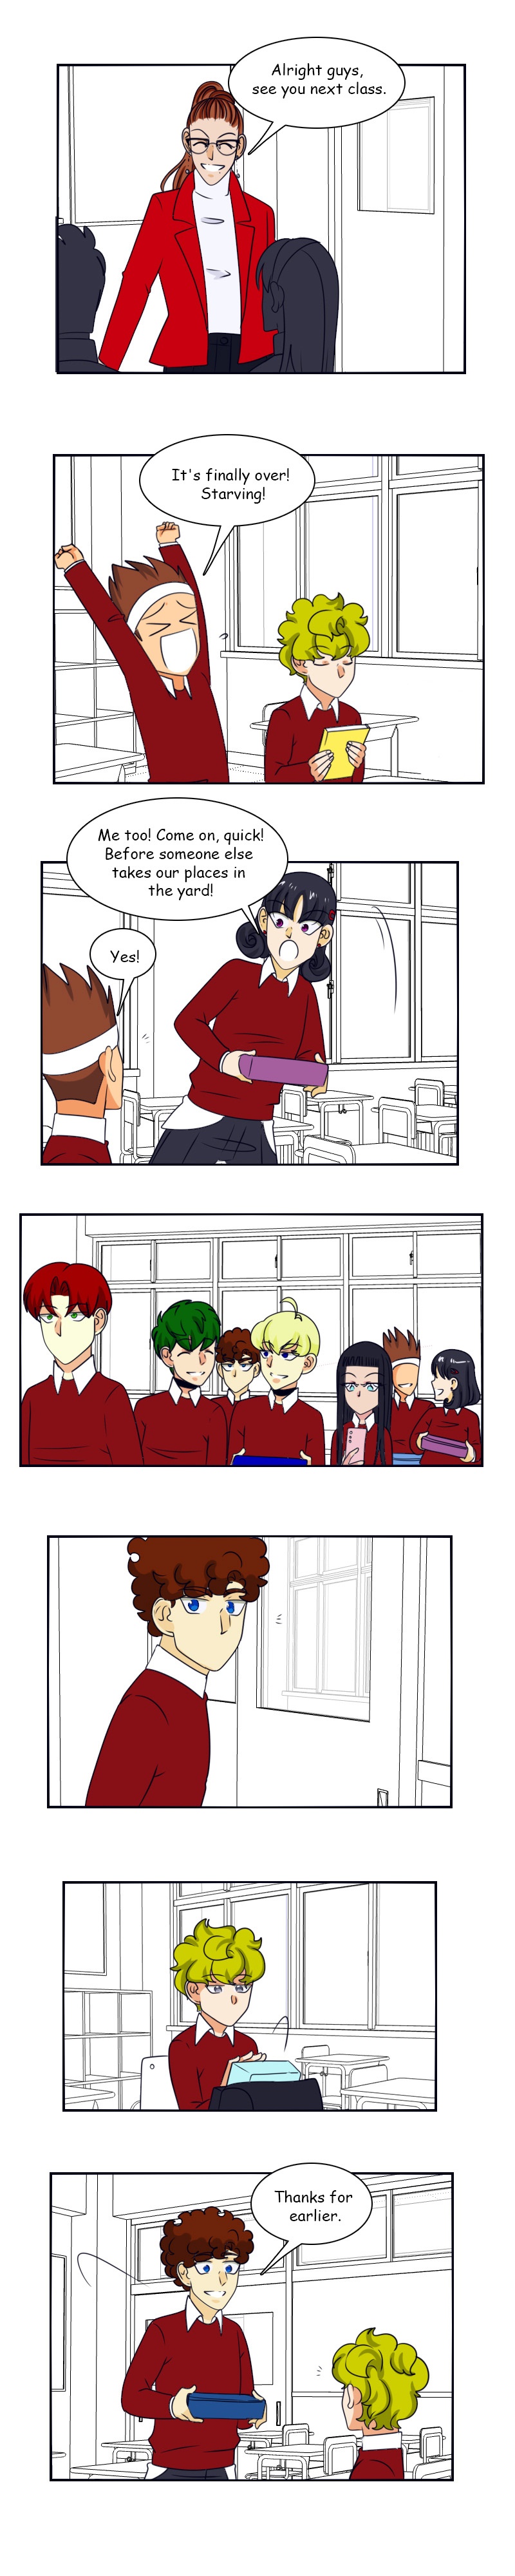 Alright guys,
see you next class.
It's finally over!
Starving!
Me too! Come on, quick!
Before someone else
takes our places in
the yard!
Yes!
Thanks for
earlier.